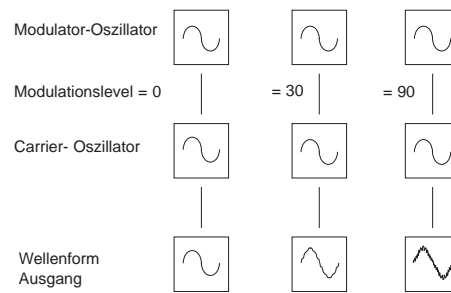 Modulator-Oszillator
Modulationslevel = 0 = 30 = 90
Carrier- Oszillator
Wellenform
Ausgang